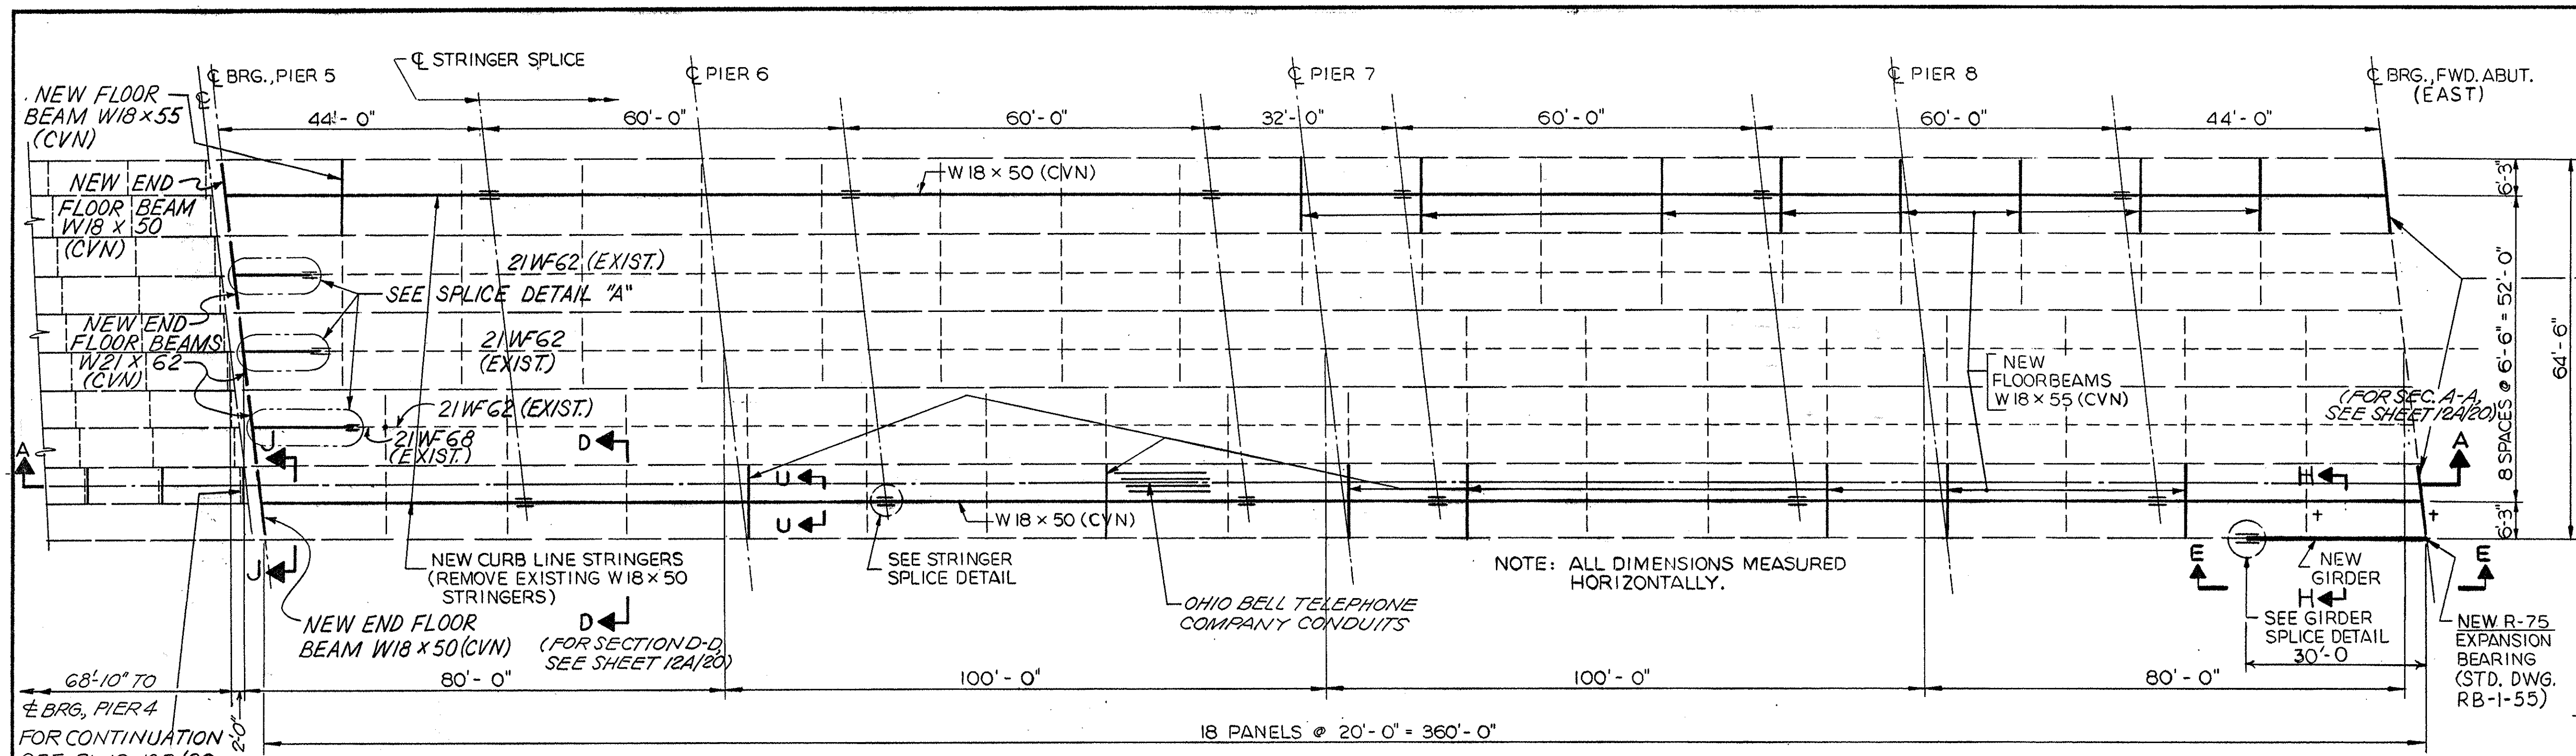 ℄ BRG., PIER 5
℄ STRINGER SPLICE
℄ PIER 6
℄ PIER 7
℄ PIER 8
℄ BRG., FWD. ABUT.
(EAST)
℄
NEW FLOOR
BEAM W18 × 55
(CVN)
44'- 0"
60'- 0"
60'- 0"
32'- 0"
60'- 0"
60'- 0"
44'- 0"
W 18 × 50 (CVN)
6'-3"
NEW END
FLOOR BEAM
W18 × 50
(CVN)
21WF62 (EXIST.)
SEE SPLICE DETAIL "A"
NEW END
FLOOR BEAMS
W21 × 62
(CVN)
21WF62
(EXIST.)
NEW
FLOORBEAMS
W18 × 55 (CVN)
8 SPACES @ 6'-6" = 52'-0"
64'-6"
21WF62 (EXIST.)
21WF68
(EXIST.)
(FOR SEC. A-A,
SEE SHEET 12A/20)
A
J
D
U
H
A
U
W 18 × 50 (CVN)
6'-3"
J
NEW CURB LINE STRINGERS
(REMOVE EXISTING W18 × 50
STRINGERS)
SEE STRINGER
SPLICE DETAIL
NOTE: ALL DIMENSIONS MEASURED
HORIZONTALLY.
E
NEW
GIRDER
E
H
OHIO BELL TELEPHONE
COMPANY CONDUITS
NEW END FLOOR
BEAM W18 × 50 (CVN)
D
(FOR SECTION D-D,
SEE SHEET 12A/20)
SEE GIRDER
SPLICE DETAIL
30'-0
NEW R-75
EXPANSION
BEARING
(STD. DWG.
RB-1-55)
68'-10" TO
℄ BRG., PIER 4
2'-0"
80'- 0"
100'- 0"
100'- 0"
80'- 0"
FOR CONTINUATION
18 PANELS @ 20'- 0" = 360'- 0"